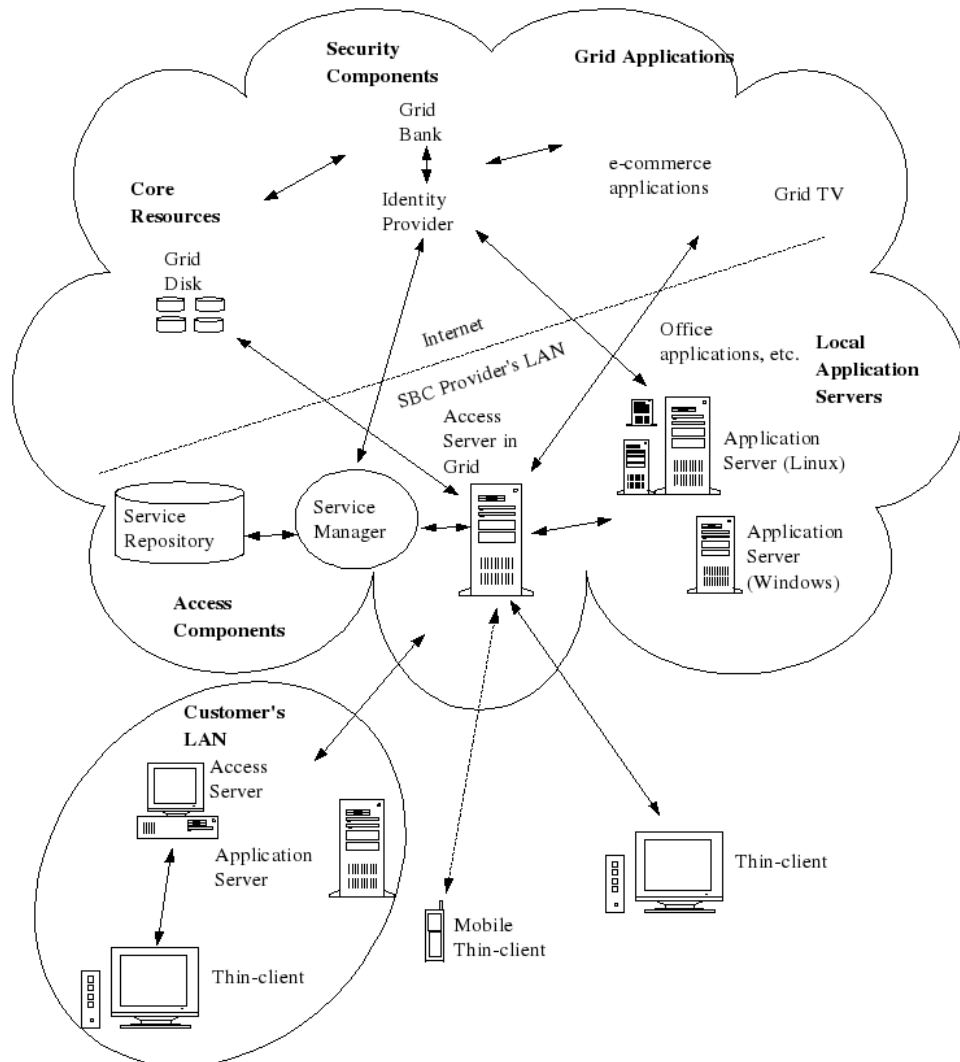 Security
Components
Grid Applications
Grid
Bank
e-commerce
applications
Core
Resources
Identity
Provider
Grid TV
Grid
Disk
Internet
SBC Provider's LAN
Office
applications, etc.
Local
Application
Servers
Access
Server in
Grid
Application
Server (Linux)
Service
Repository
Service
Manager
Application
Server
(Windows)
Access
Components
Customer's
LAN
Access
Server
Application
Server
Thin-client
Mobile
Thin-client
Thin-client